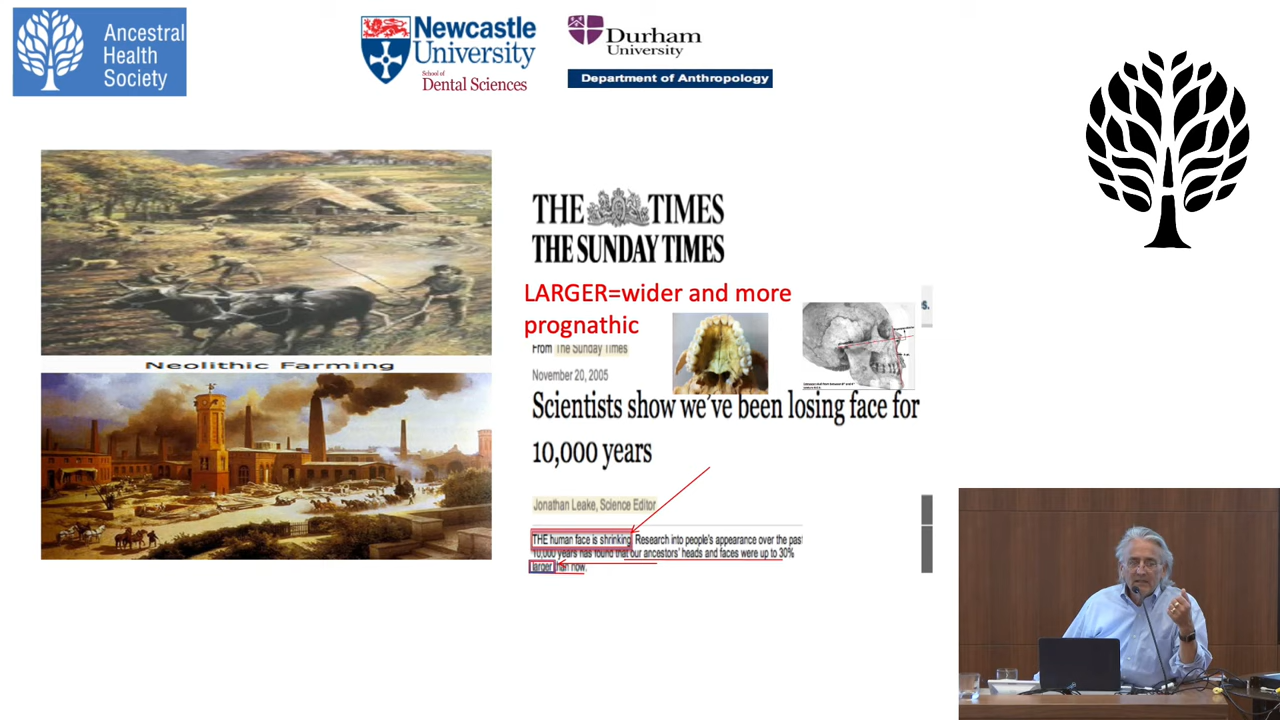 Ancestral
Health
Society
Newcastle
University
School of
Dental Sciences
Durham
University
Department of Anthropology
Neolithic Farming
THE TIMES
THE SUNDAY TIMES
LARGER=wider and more
prognathic
From The Sunday Times
November 20, 2005
Scientists show we've been losing face for
10,000 years
Jonathan Leake, Science Editor
THE human face is shrinking. Research into people's appearance over the past
10,000 years has found that our ancestors' heads and faces were up to 30%
larger than now.
s.